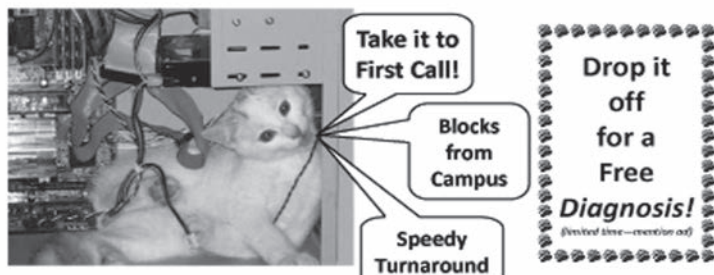 Take it to
First Call!
Blocks
from
Campus
Speedy
Turnaround
Drop it
off
for a
Free
Diagnosis!
(limited time—mention ad)